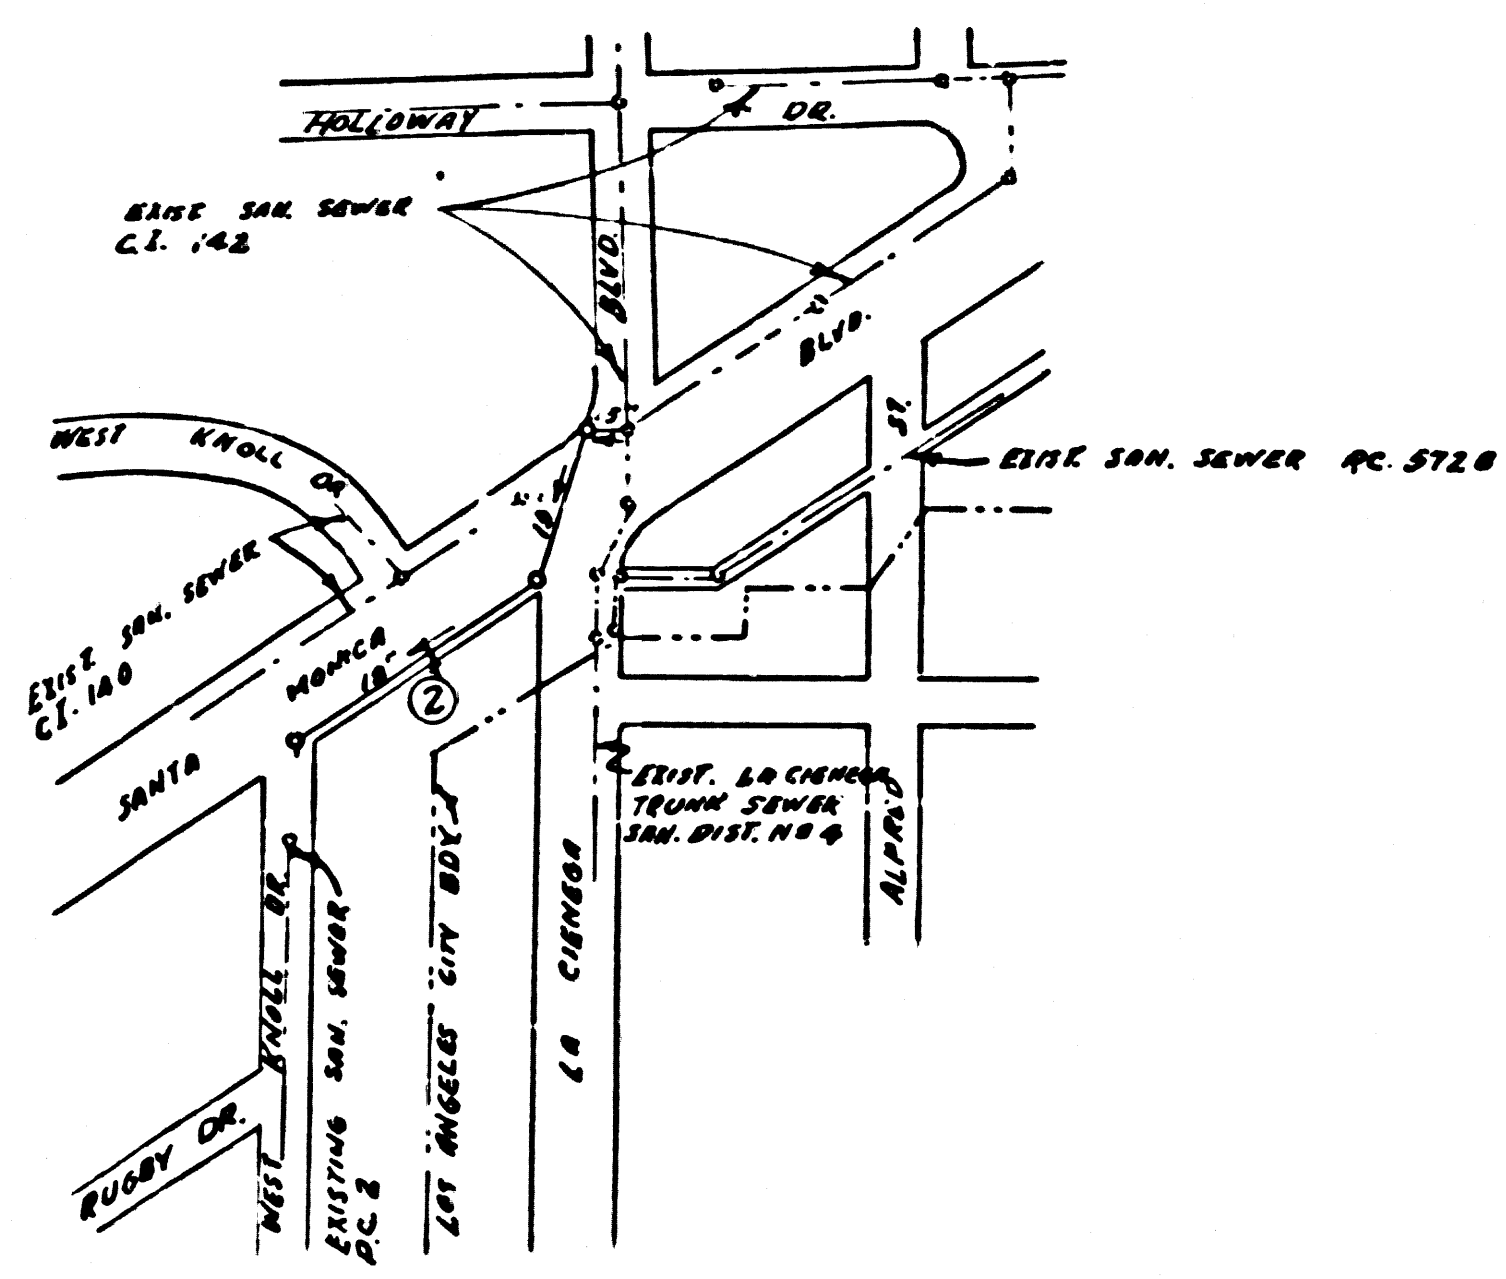 HOLLOWAY DR.
EXIST SAN. SEWER
C.I. 142
BLVD.
BLVD.
WEST KNOLL DR
ST.
EXIST. SAN. SEWER P.C. 5728
18"
EXIST. SAN. SEWER
C.I. 140
MONICA
18"
2
SANTA
EXIST. LA CIENEGA
TRUNK SEWER
SAN. DIST. NO 4
ALFRED
WEST KNOLL DR.
EXISTING SAN. SEWER
P.C. 2
LOS ANGELES CITY BDY
LA CIENEGA
RUGBY DR.